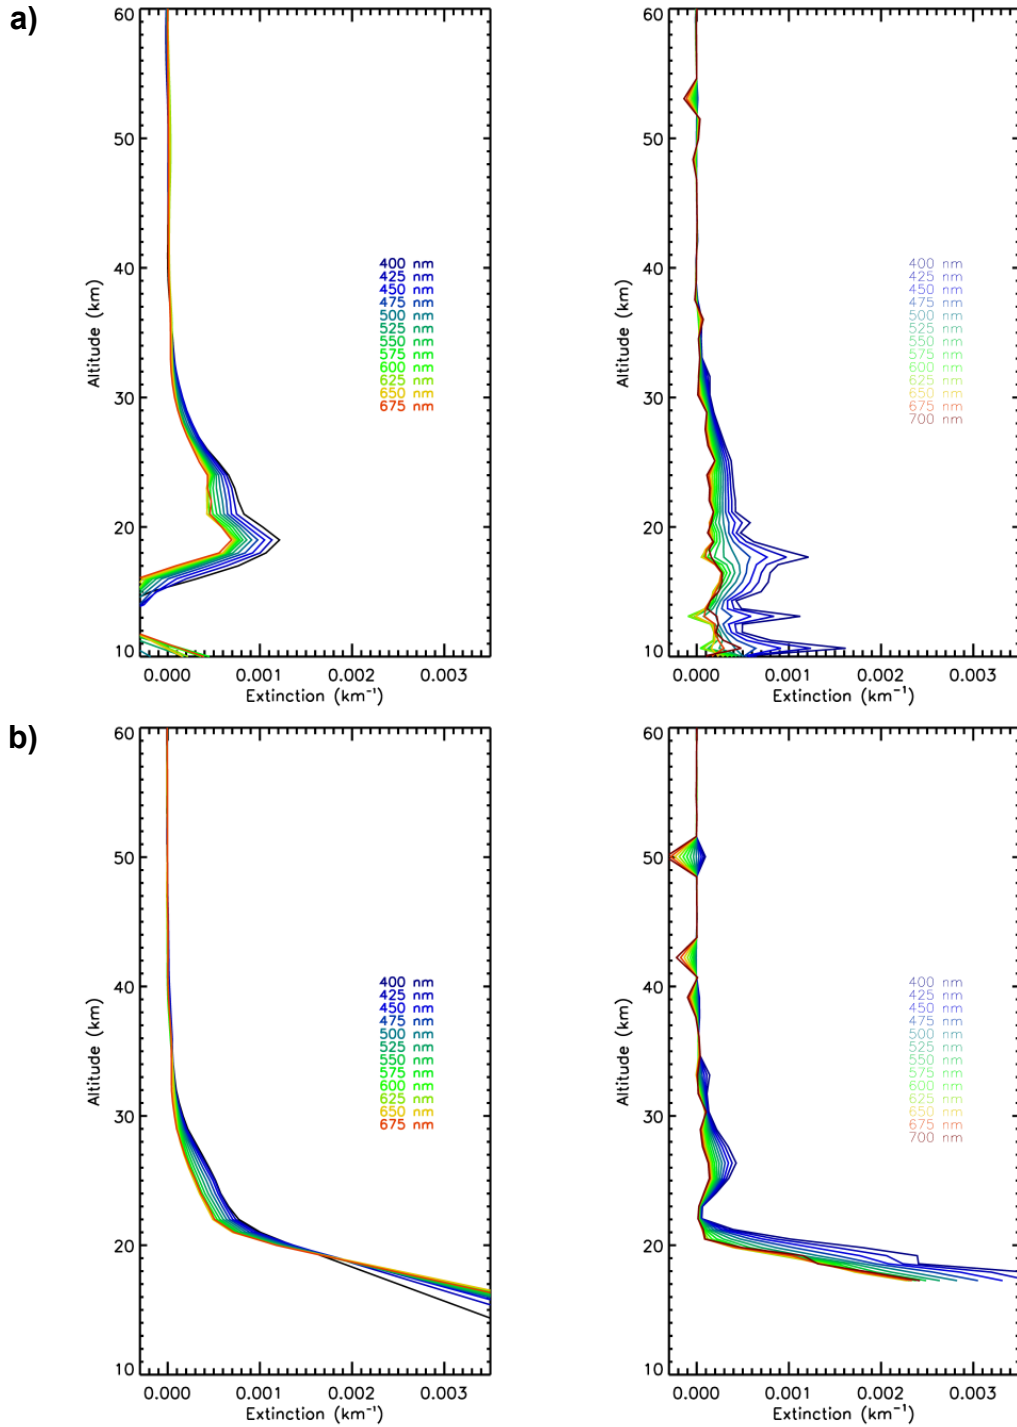 a)
60
50
40
30
20
10
Altitude (km)
400 nm
425 nm
450 nm
475 nm
500 nm
525 nm
550 nm
575 nm
600 nm
625 nm
650 nm
675 nm
0.000 0.001 0.002 0.003
Extinction (km⁻¹)
60
50
40
30
20
10
Altitude (km)
400 nm
425 nm
450 nm
475 nm
500 nm
525 nm
550 nm
575 nm
600 nm
625 nm
650 nm
675 nm
700 nm
0.000 0.001 0.002 0.003
Extinction (km⁻¹)
b)
60
50
40
30
20
10
Altitude (km)
400 nm
425 nm
450 nm
475 nm
500 nm
525 nm
550 nm
575 nm
600 nm
625 nm
650 nm
675 nm
0.000 0.001 0.002 0.003
Extinction (km⁻¹)
60
50
40
30
20
10
Altitude (km)
400 nm
425 nm
450 nm
475 nm
500 nm
525 nm
550 nm
575 nm
600 nm
625 nm
650 nm
675 nm
700 nm
0.000 0.001 0.002 0.003
Extinction (km⁻¹)